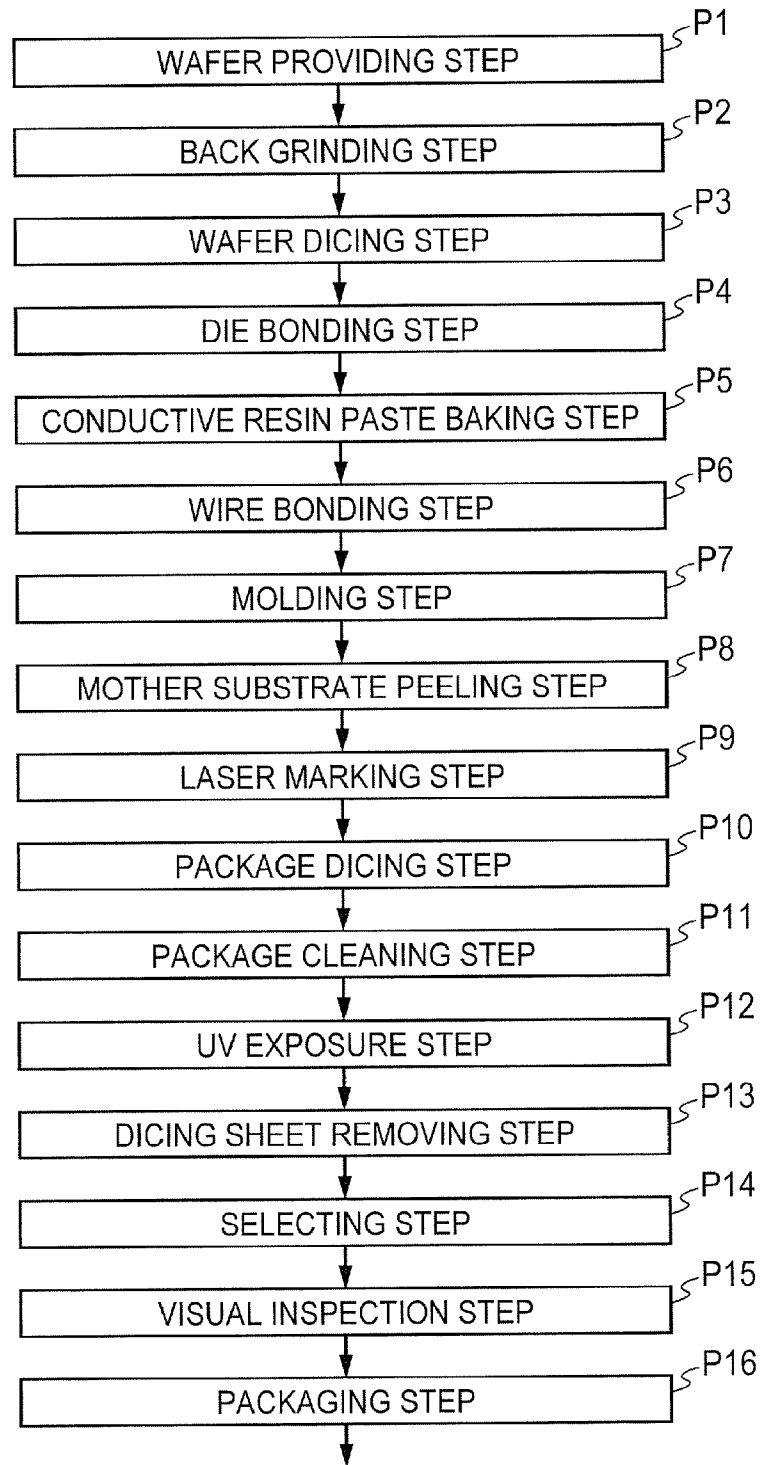 P1
WAFER PROVIDING STEP
P2
BACK GRINDING STEP
P3
WAFER DICING STEP
P4
DIE BONDING STEP
P5
CONDUCTIVE RESIN PASTE BAKING STEP
P6
WIRE BONDING STEP
P7
MOLDING STEP
P8
MOTHER SUBSTRATE PEELING STEP
P9
LASER MARKING STEP
P10
PACKAGE DICING STEP
P11
PACKAGE CLEANING STEP
P12
UV EXPOSURE STEP
P13
DICING SHEET REMOVING STEP
P14
SELECTING STEP
P15
VISUAL INSPECTION STEP
P16
PACKAGING STEP